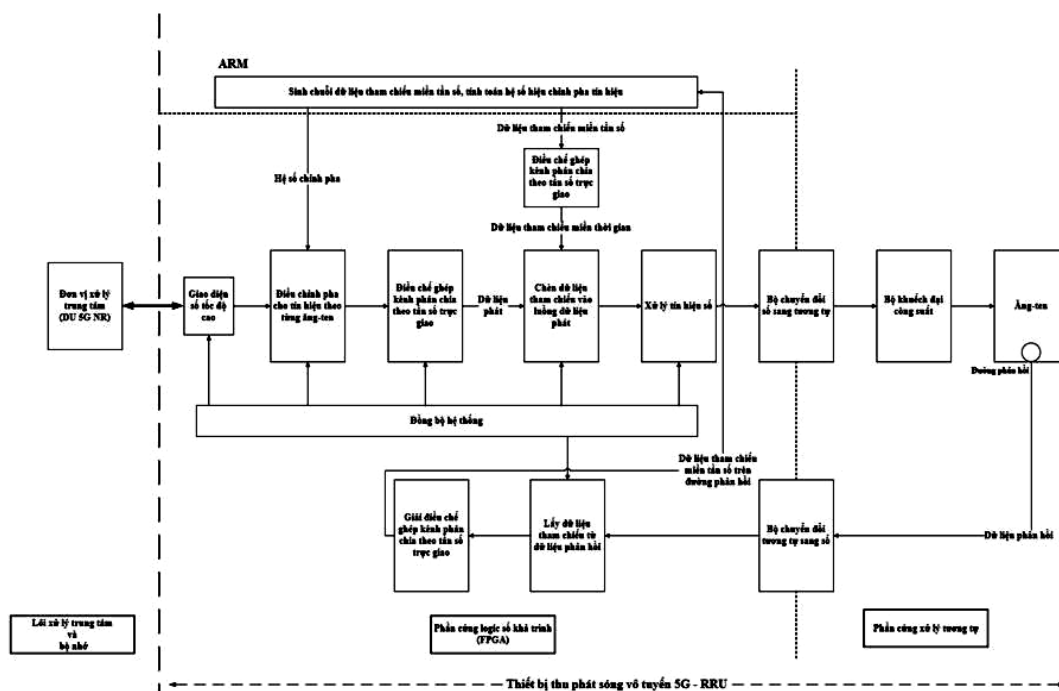 ARM
Sinh chuỗi dữ liệu tham chiếu miền tần số, tính toán hệ số hiệu chỉnh pha tín hiệu
Dữ liệu tham chiếu miền tần số
Điều chế ghép
kênh phân chia
theo tần số trực
giao
Hệ số chỉnh pha
Dữ liệu tham chiếu miền thời gian
Đơn vị xử lý
trung tâm
(DU 5G NR)
Giao diện
số tốc độ
cao
Điều chỉnh pha
cho tín hiệu theo
từng ăng-ten
Điều chế ghép
kênh phân chia
theo tần số trực
giao
Dữ liệu
phát
Chèn dữ liệu
tham chiếu vào
luồng dữ liệu
phát
Xử lý tín hiệu số
Bộ chuyển đổi
số sang tương tự
Bộ khuếch đại
công suất
Ăng-ten
Đường phản hồi
Đồng bộ hệ thống
Dữ liệu tham chiếu
miền tần số trên
đường phản hồi
Giải điều chế
ghép kênh phân
chia theo tần số
trực giao
Lấy dữ liệu
tham chiếu từ
dữ liệu phản hồi
Bộ chuyển đổi
tương tự sang số
Dữ liệu phản hồi
Lõi xử lý trung tâm
và
bộ nhớ
Phần cứng logic số khả trình
(FPGA)
Phần cứng xử lý tương tự
Thiết bị thu phát sóng vô tuyến 5G - RRU